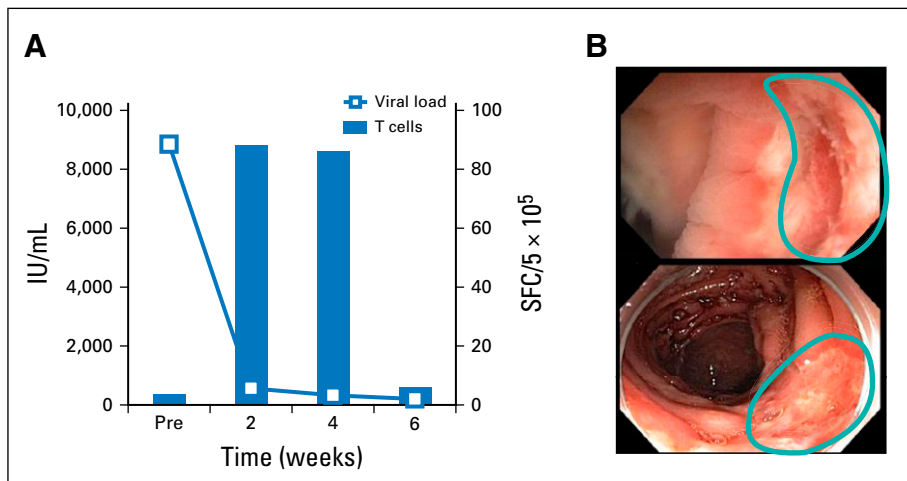 A
B
Viral load
T cells
10,000
8,000
6,000
4,000
2,000
0
IU/mL
100
80
60
40
20
0
SFC/5 × 10⁵
Pre
2
4
6
Time (weeks)